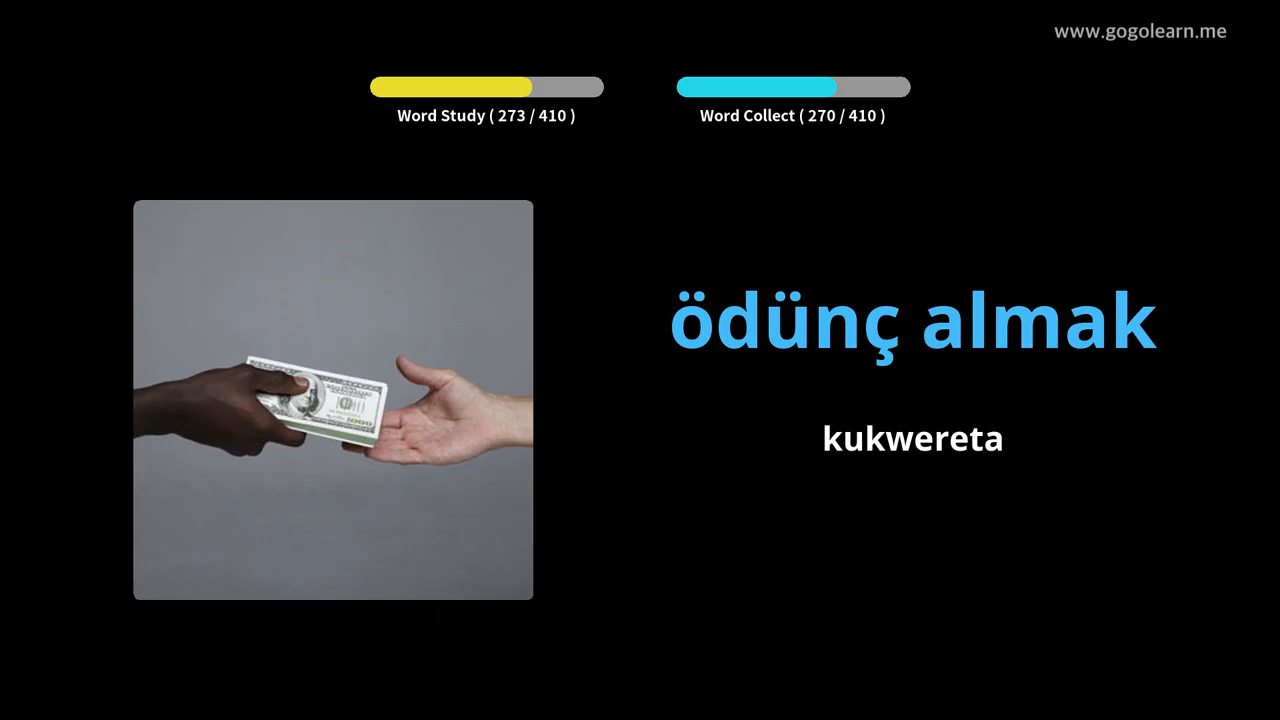 www.gogolearn.me
Word Study ( 273 / 410 )
Word Collect ( 270 / 410 )
ödünç almak
kukwereta